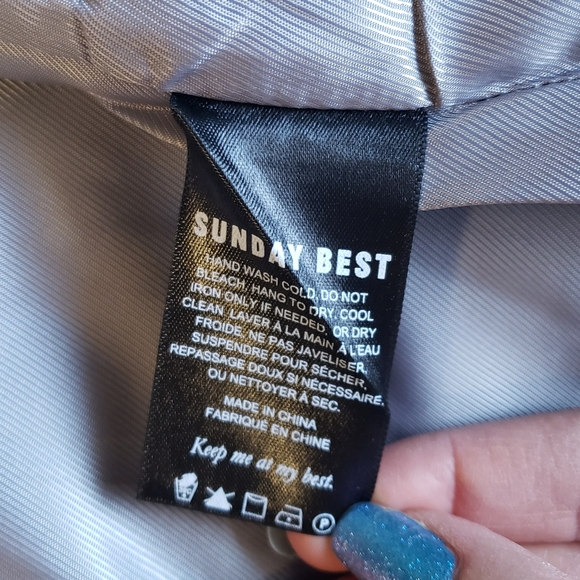 SUNDAY BEST
HAND WASH COLD. DO NOT
BLEACH. HANG TO DRY. COOL
IRON ONLY IF NEEDED. OR DRY
CLEAN. LAVER À LA MAIN À L'EAU
FROIDE. NE PAS JAVELISER.
SUSPENDRE POUR SÉCHER.
REPASSAGE DOUX SI NÉCESSAIRE.
OU NETTOYER À SEC.
MADE IN CHINA
FABRIQUÉ EN CHINE
Keep me at my best.
P